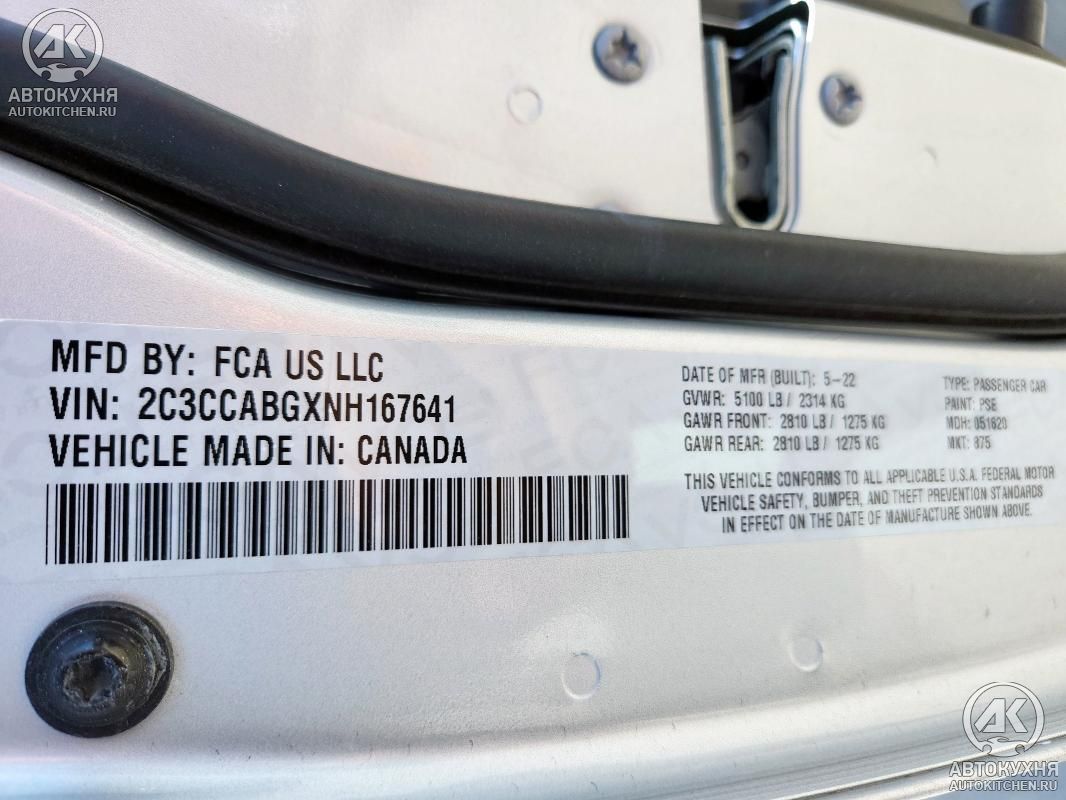 АК
АВТОКУХНЯ
AUTOKITCHEN.RU
MFD BY: FCA US LLC
VIN: 2C3CCABGXNH167641
VEHICLE MADE IN: CANADA
DATE OF MFR (BUILT): 5-22
GVWR: 5100 LB / 2314 KG
GAWR FRONT: 2810 LB / 1275 KG
GAWR REAR: 2810 LB / 1275 KG
TYPE: PASSENGER CAR
PAINT: PSE
MDH: 051820
MKT: 875
THIS VEHICLE CONFORMS TO ALL APPLICABLE U.S.A. FEDERAL MOTOR
VEHICLE SAFETY, BUMPER, AND THEFT PREVENTION STANDARDS
IN EFFECT ON THE DATE OF MANUFACTURE SHOWN ABOVE.
АК
АВТОКУХНЯ
AUTOKITCHEN.RU